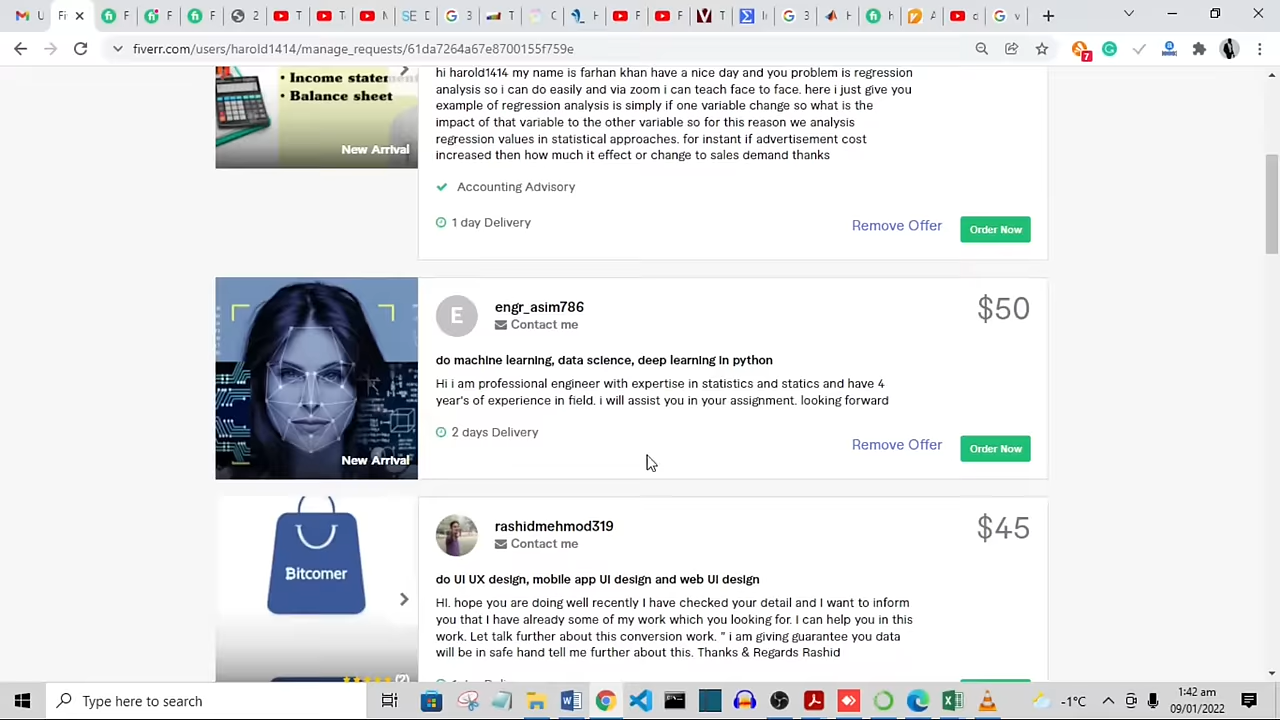 Fi
F
F
F
2
T
T
N
SE
G 3
C
H
F
F
T
In
G 3
h
A
d
G
fiverr.com/users/harold1414/manage_requests/61da7264a67e8700155f759e
7
• Income statemen
• Balance sheet
New Arrival
hi harold1414 my name is farhan khan have a nice day and you problem is regression
analysis so i can do easily and via zoom i can teach face to face. here i just give you
example of regression analysis is simply if one variable change so what is the
impact of that variable to the other variable so for this reason we analysis
regression values in statistical approaches. for instant if advertisement cost
increased then how much it effect or change to sales demand thanks
Accounting Advisory
1 day Delivery
Remove Offer
Order Now
New Arrival
E
engr_asim786
Contact me
$50
do machine learning, data science, deep learning in python
Hi i am professional engineer with expertise in statistics and statics and have 4
year's of experience in field. i will assist you in your assignment. looking forward
2 days Delivery
Remove Offer
Order Now
Bitcomer
rashidmehmod319
Contact me
$45
do UI UX design, mobile app UI design and web UI design
HI. hope you are doing well recently I have checked your detail and I want to inform
you that I have already some of my work which you looking for. I can help you in this
work. Let talk further about this conversion work. " i am giving guarantee you data
will be in safe hand tell me further about this. Thanks & Regards Rashid
Type here to search
-1°C
1:42 am
09/01/2022